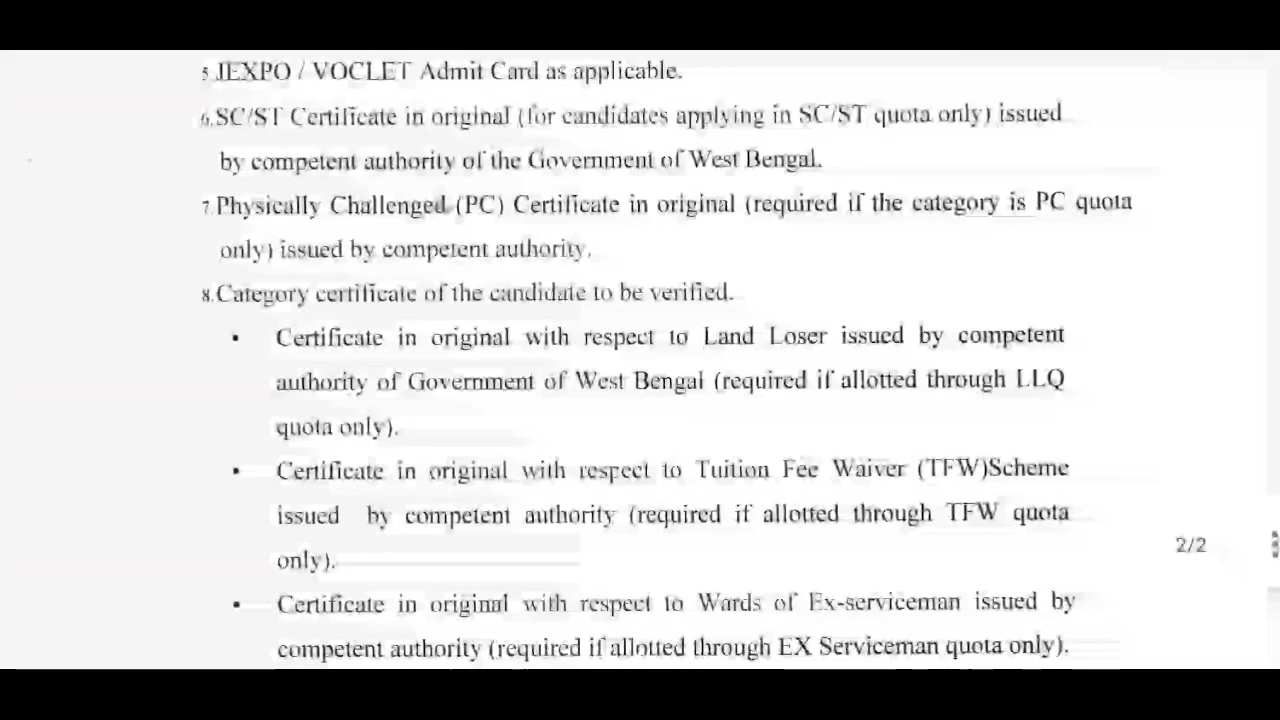 5.JEXPO / VOCLET Admit Card as applicable.
6.SC/ST Certificate in original (for candidates applying in SC/ST quota only) issued
by competent authority of the Government of West Bengal.
7.Physically Challenged (PC) Certificate in original (required if the category is PC quota
only) issued by competent authority.
8.Category certificate of the candidate to be verified.
• Certificate in original with respect to Land Loser issued by competent
authority of Government of West Bengal (required if allotted through LLQ
quota only).
• Certificate in original with respect to Tuition Fee Waiver (TFW)Scheme
issued by competent authority (required if allotted through TFW quota
only).
2/2
• Certificate in original with respect to Wards of Ex-serviceman issued by
competent authority (required if allotted through EX Serviceman quota only).